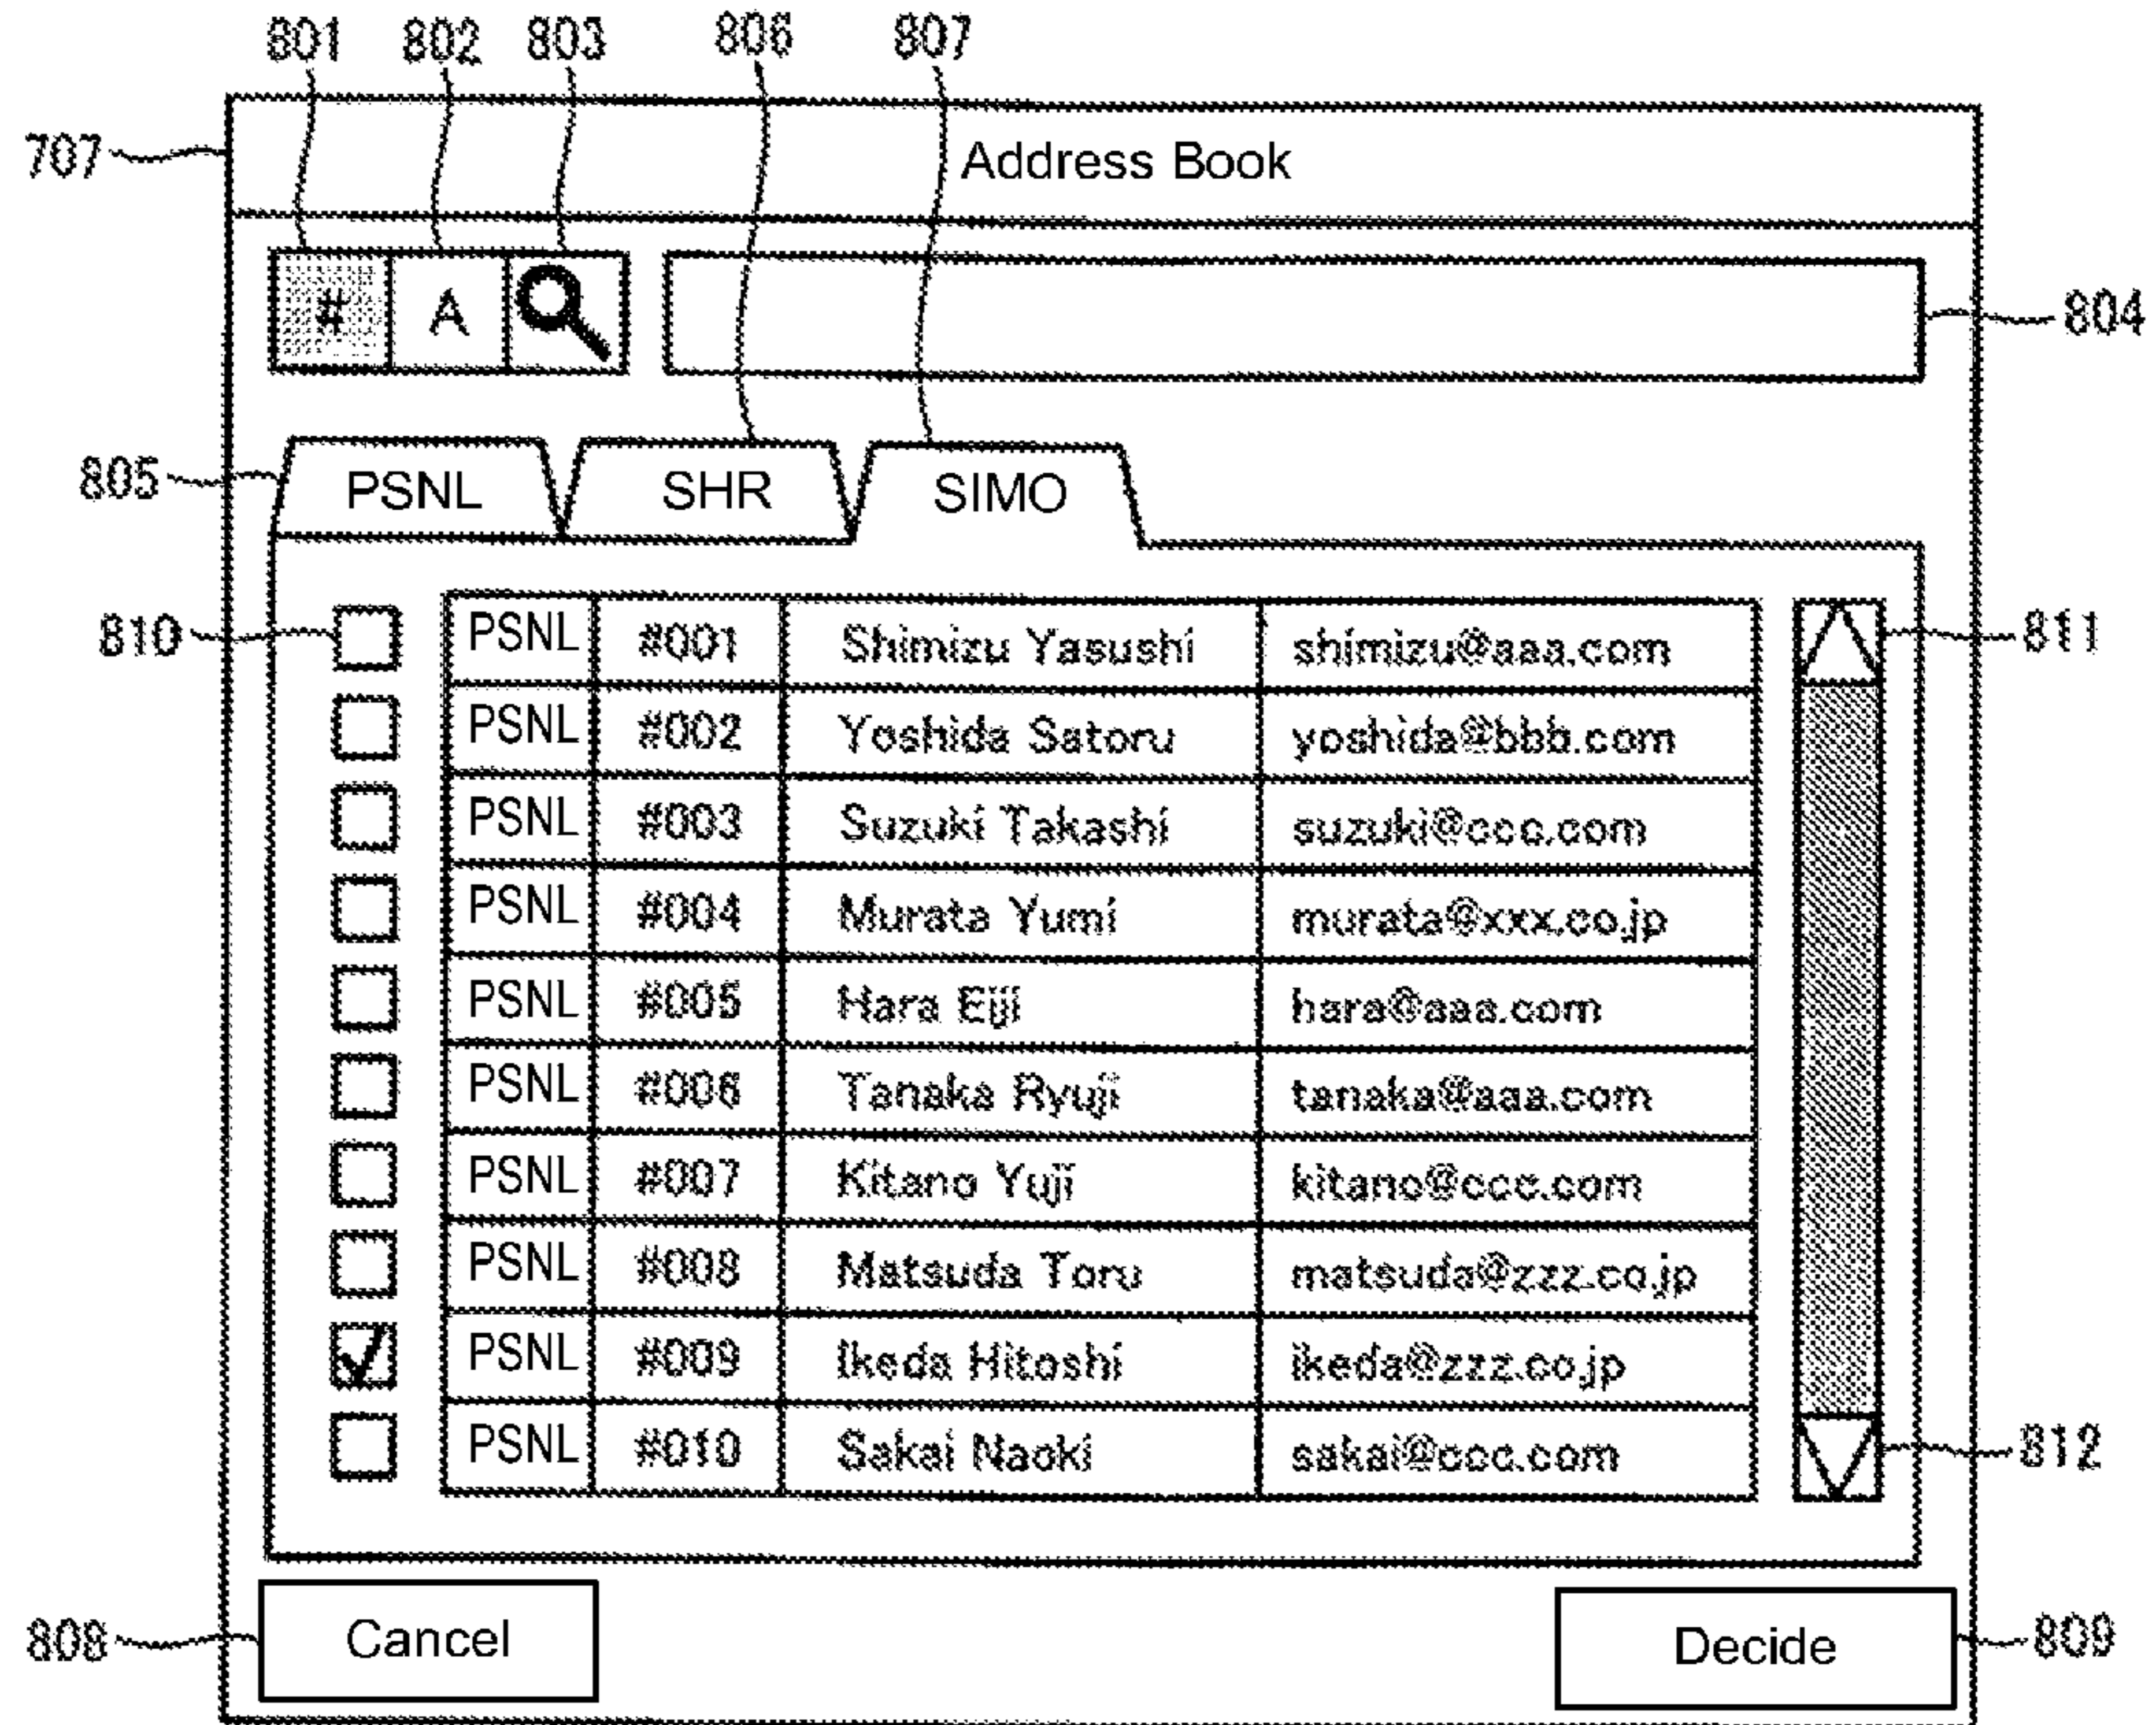 801 802 803 806 807
707 Address Book
# A
804
805 PSNL SHR SIMO
810 PSNL #001 Shimizu Yasushi shimizu@aaa.com 811
PSNL #002 Yoshida Satoru yoshida@bbb.com
PSNL #003 Suzuki Takashi suzuki@ccc.com
PSNL #004 Murata Yumi murata@xxx.co.jp
PSNL #005 Hara Eiji hara@aaa.com
PSNL #006 Tanaka Ryuji tanaka@aaa.com
PSNL #007 Kitano Yuji kitano@ccc.com
PSNL #008 Matsuda Toru matsuda@zzz.co.jp
PSNL #009 Ikeda Hitoshi ikeda@zzz.co.jp
PSNL #010 Sakai Naoki sakai@ccc.com 812
808 Cancel Decide 809